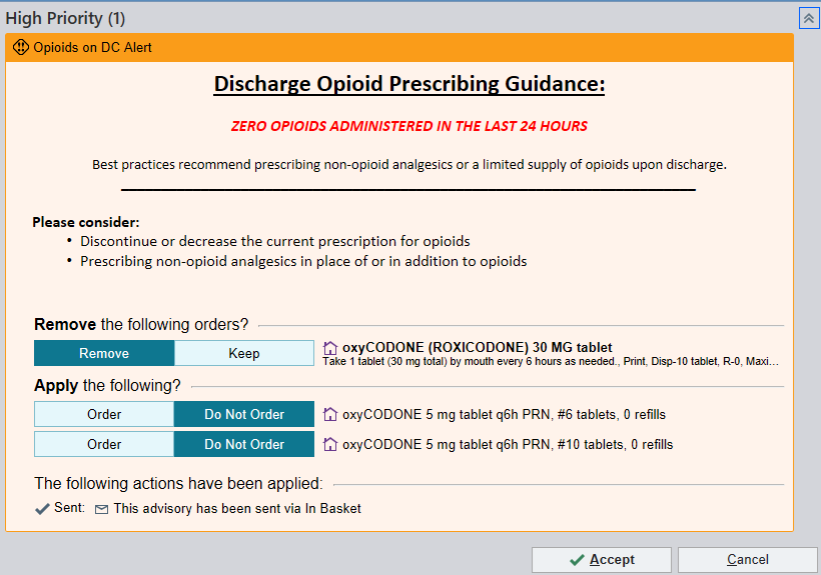 High Priority (1)
Opioids on DC Alert
Discharge Opioid Prescribing Guidance:
ZERO OPIOIDS ADMINISTERED IN THE LAST 24 HOURS
Best practices recommend prescribing non-opioid analgesics or a limited supply of opioids upon discharge.
Please consider:
• Discontinue or decrease the current prescription for opioids
• Prescribing non-opioid analgesics in place of or in addition to opioids
Remove the following orders?
Remove Keep oxyCODONE (ROXICODONE) 30 MG tablet
Take 1 tablet (30 mg total) by mouth every 6 hours as needed., Print, Disp-10 tablet, R-0, Maxi...
Apply the following?
Order Do Not Order oxyCODONE 5 mg tablet q6h PRN, #6 tablets, 0 refills
Order Do Not Order oxyCODONE 5 mg tablet q6h PRN, #10 tablets, 0 refills
The following actions have been applied:
Sent: This advisory has been sent via In Basket
Accept Cancel